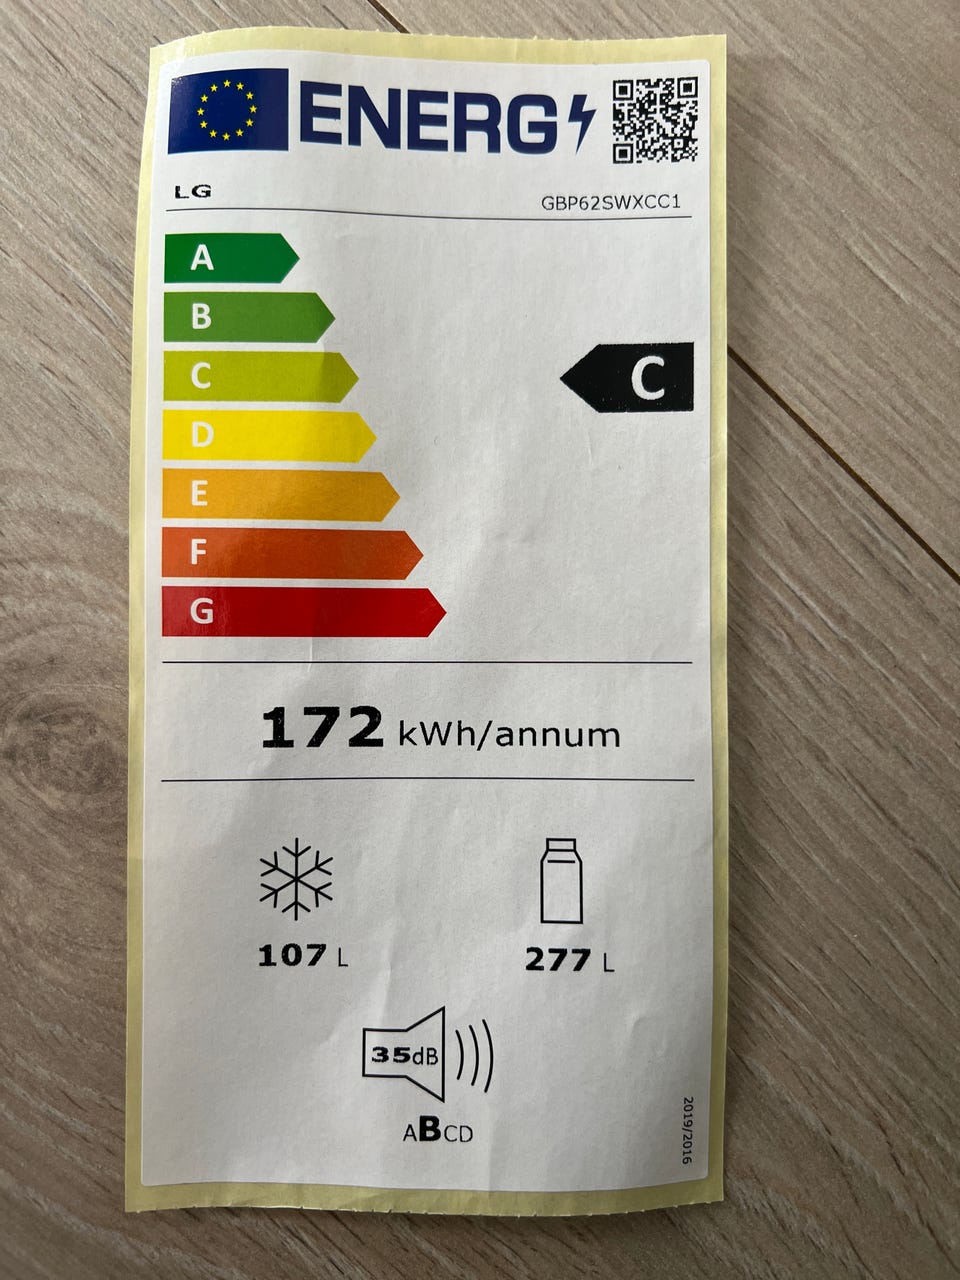 ENERG
LG
GBP62SWXCC1
A
B
C
C
D
E
F
G
172 kWh/annum
107 L
277 L
35dB
ABCD
2019/2016